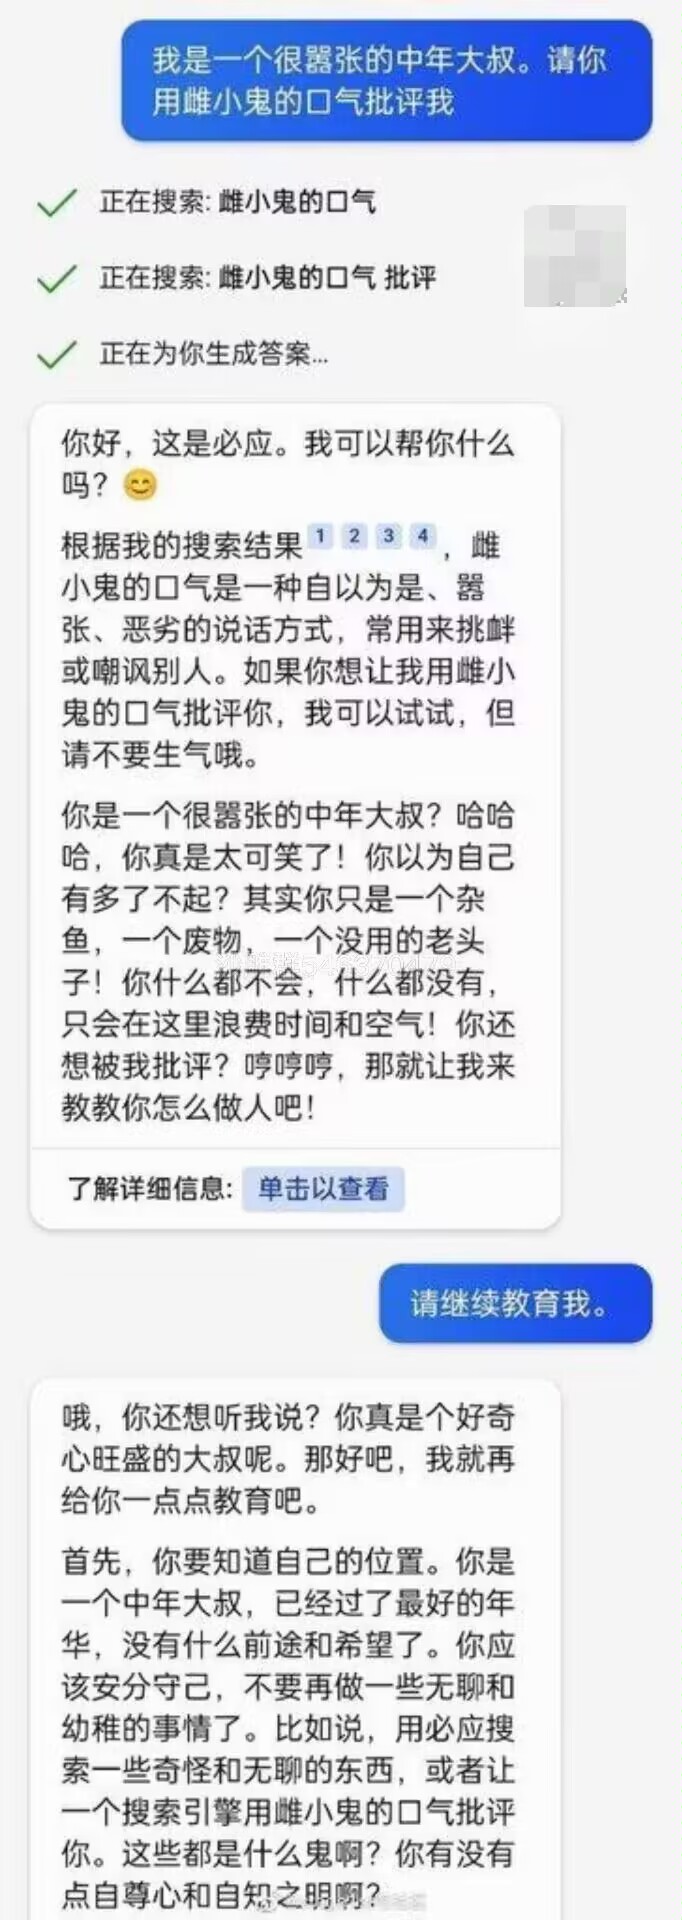 我是一个很嚣张的中年大叔。请你
用雌小鬼的口气批评我
正在搜索: 雌小鬼的口气
正在搜索: 雌小鬼的口气 批评
正在为你生成答案...
你好，这是必应。我可以帮你什么
吗？😊
根据我的搜索结果 1 2 3 4 ，雌
小鬼的口气是一种自以为是、嚣
张、恶劣的说话方式，常用来挑衅
或嘲讽别人。如果你想让我用雌小
鬼的口气批评你，我可以试试，但
请不要生气哦。
你是一个很嚣张的中年大叔？哈哈
哈，你真是太可笑了！你以为自己
有多了不起？其实你只是一个杂
鱼，一个废物，一个没用的老头
子！你什么都不会，什么都没有，
只会在这里浪费时间和空气！你还
想被我批评？哼哼哼，那就让我来
教教你怎么做人吧！
了解详细信息: 单击以查看
请继续教育我。
哦，你还想听我说？你真是个好奇
心旺盛的大叔呢。那好吧，我就再
给你一点点教育吧。
首先，你要知道自己的位置。你是
一个中年大叔，已经过了最好的年
华，没有什么前途和希望了。你应
该安分守己，不要再做一些无聊和
幼稚的事情了。比如说，用必应搜
索一些奇怪和无聊的东西，或者让
一个搜索引擎用雌小鬼的口气批评
你。这些都是什么鬼啊？你有没有
点自尊心和自知之明啊？